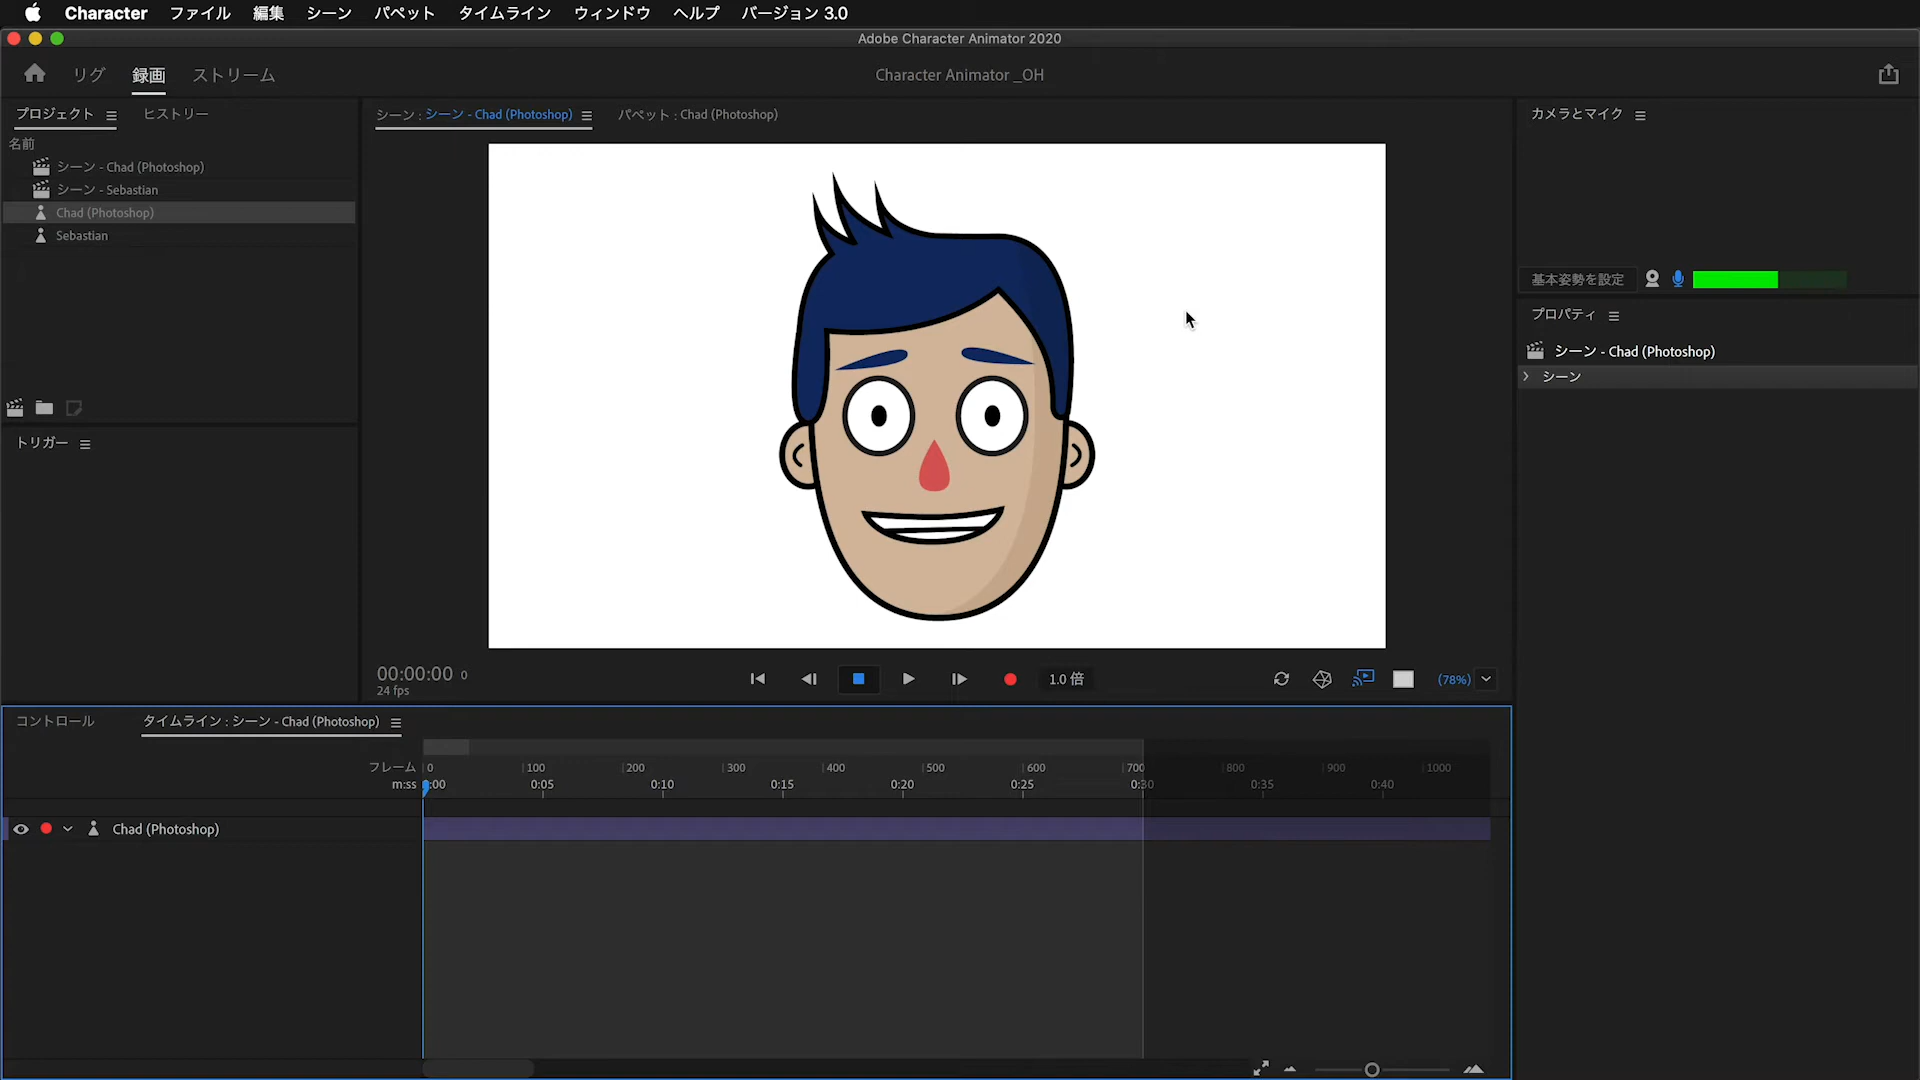 Character ファイル 編集 シーン パペット タイムライン ウィンドウ ヘルプ バージョン 3.0
Adobe Character Animator 2020
リグ 録画 ストリーム
Character Animator _OH
プロジェクト ヒストリー
名前
シーン - Chad (Photoshop)
シーン - Sebastian
Chad (Photoshop)
Sebastian
トリガー
シーン : シーン - Chad (Photoshop) パペット : Chad (Photoshop)
00:00:00 0
24 fps
1.0 倍
(78%)
カメラとマイク
基本姿勢を設定
プロパティ
シーン - Chad (Photoshop)
シーン
コントロール タイムライン : シーン - Chad (Photoshop)
フレーム 0 100 200 300 400 500 600 700 800 900 1000
m:ss :00 0:05 0:10 0:15 0:20 0:25 0:30 0:35 0:40
Chad (Photoshop)